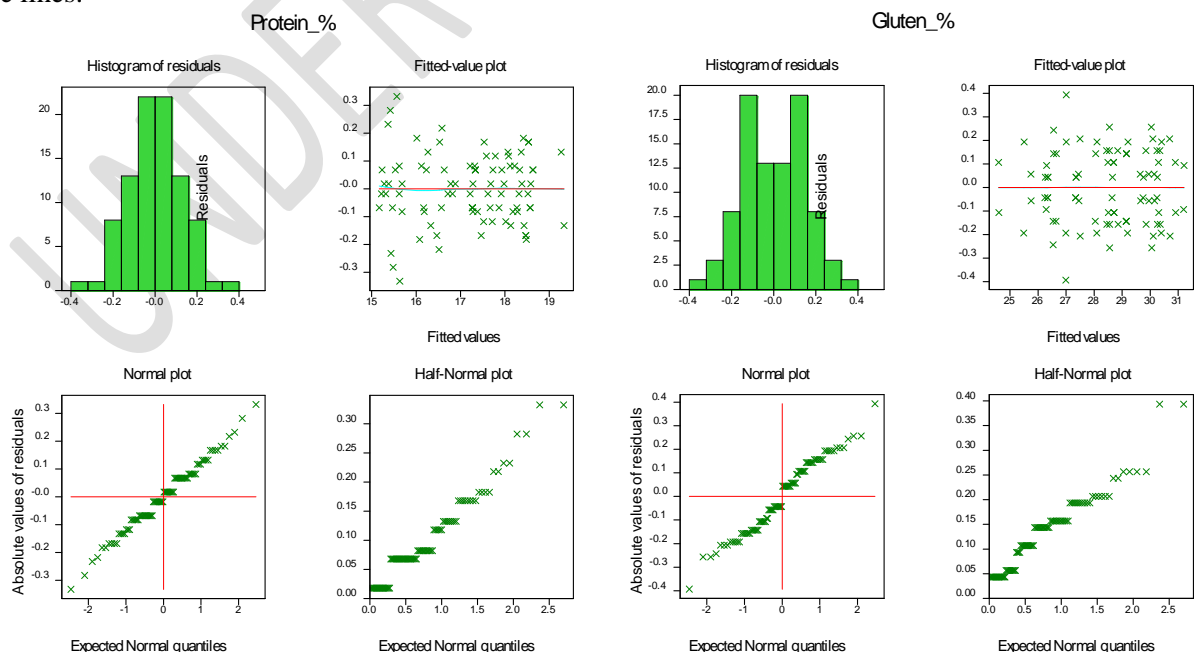 e lines.
Protein_%
Gluten_%
Histogram of residuals
Fitted-value plot
Histogram of residuals
Fitted-value plot
20
15
10
5
0
-0.4 -0.2 -0.0 0.2 0.4
Residuals
0.3
0.2
0.1
-0.0
-0.1
-0.2
-0.3
15 16 17 18 19
Fitted values
20.0
17.5
15.0
12.5
10.0
7.5
5.0
2.5
0.0
-0.4 -0.2 -0.0 0.2 0.4
Residuals
0.4
0.3
0.2
0.1
0.0
-0.1
-0.2
-0.3
-0.4
25 26 27 28 29 30 31
Fitted values
Normal plot
Half-Normal plot
Normal plot
Half-Normal plot
Absolute values of residuals
0.3
0.2
0.1
-0.0
-0.1
-0.2
-0.3
-2 -1 0 1 2
Expected Normal quantiles
0.30
0.25
0.20
0.15
0.10
0.05
0.00
0.0 0.5 1.0 1.5 2.0 2.5
Expected Normal quantiles
Absolute values of residuals
0.4
0.3
0.2
0.1
0.0
-0.1
-0.2
-0.3
-0.4
-2 -1 0 1 2
Expected Normal quantiles
0.40
0.35
0.30
0.25
0.20
0.15
0.10
0.05
0.00
0.0 0.5 1.0 1.5 2.0 2.5
Expected Normal quantiles
UNDER